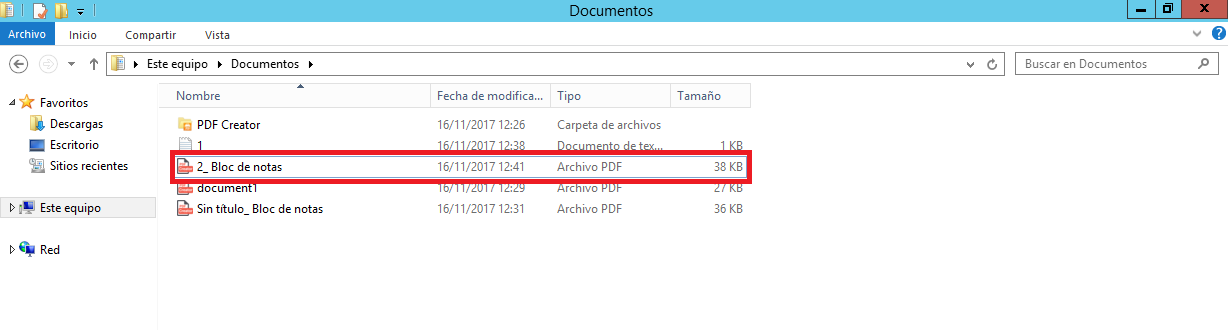 Documentos
Archivo Inicio Compartir Vista
Este equipo Documentos Buscar en Documentos
Nombre Fecha de modifica... Tipo Tamaño
Favoritos
Descargas
Escritorio
Sitios recientes
Este equipo
Red
PDF Creator 16/11/2017 12:26 Carpeta de archivos
1 16/11/2017 12:38 Documento de tex... 1 KB
2_ Bloc de notas 16/11/2017 12:41 Archivo PDF 38 KB
document1 16/11/2017 12:29 Archivo PDF 27 KB
Sin título_ Bloc de notas 16/11/2017 12:31 Archivo PDF 36 KB